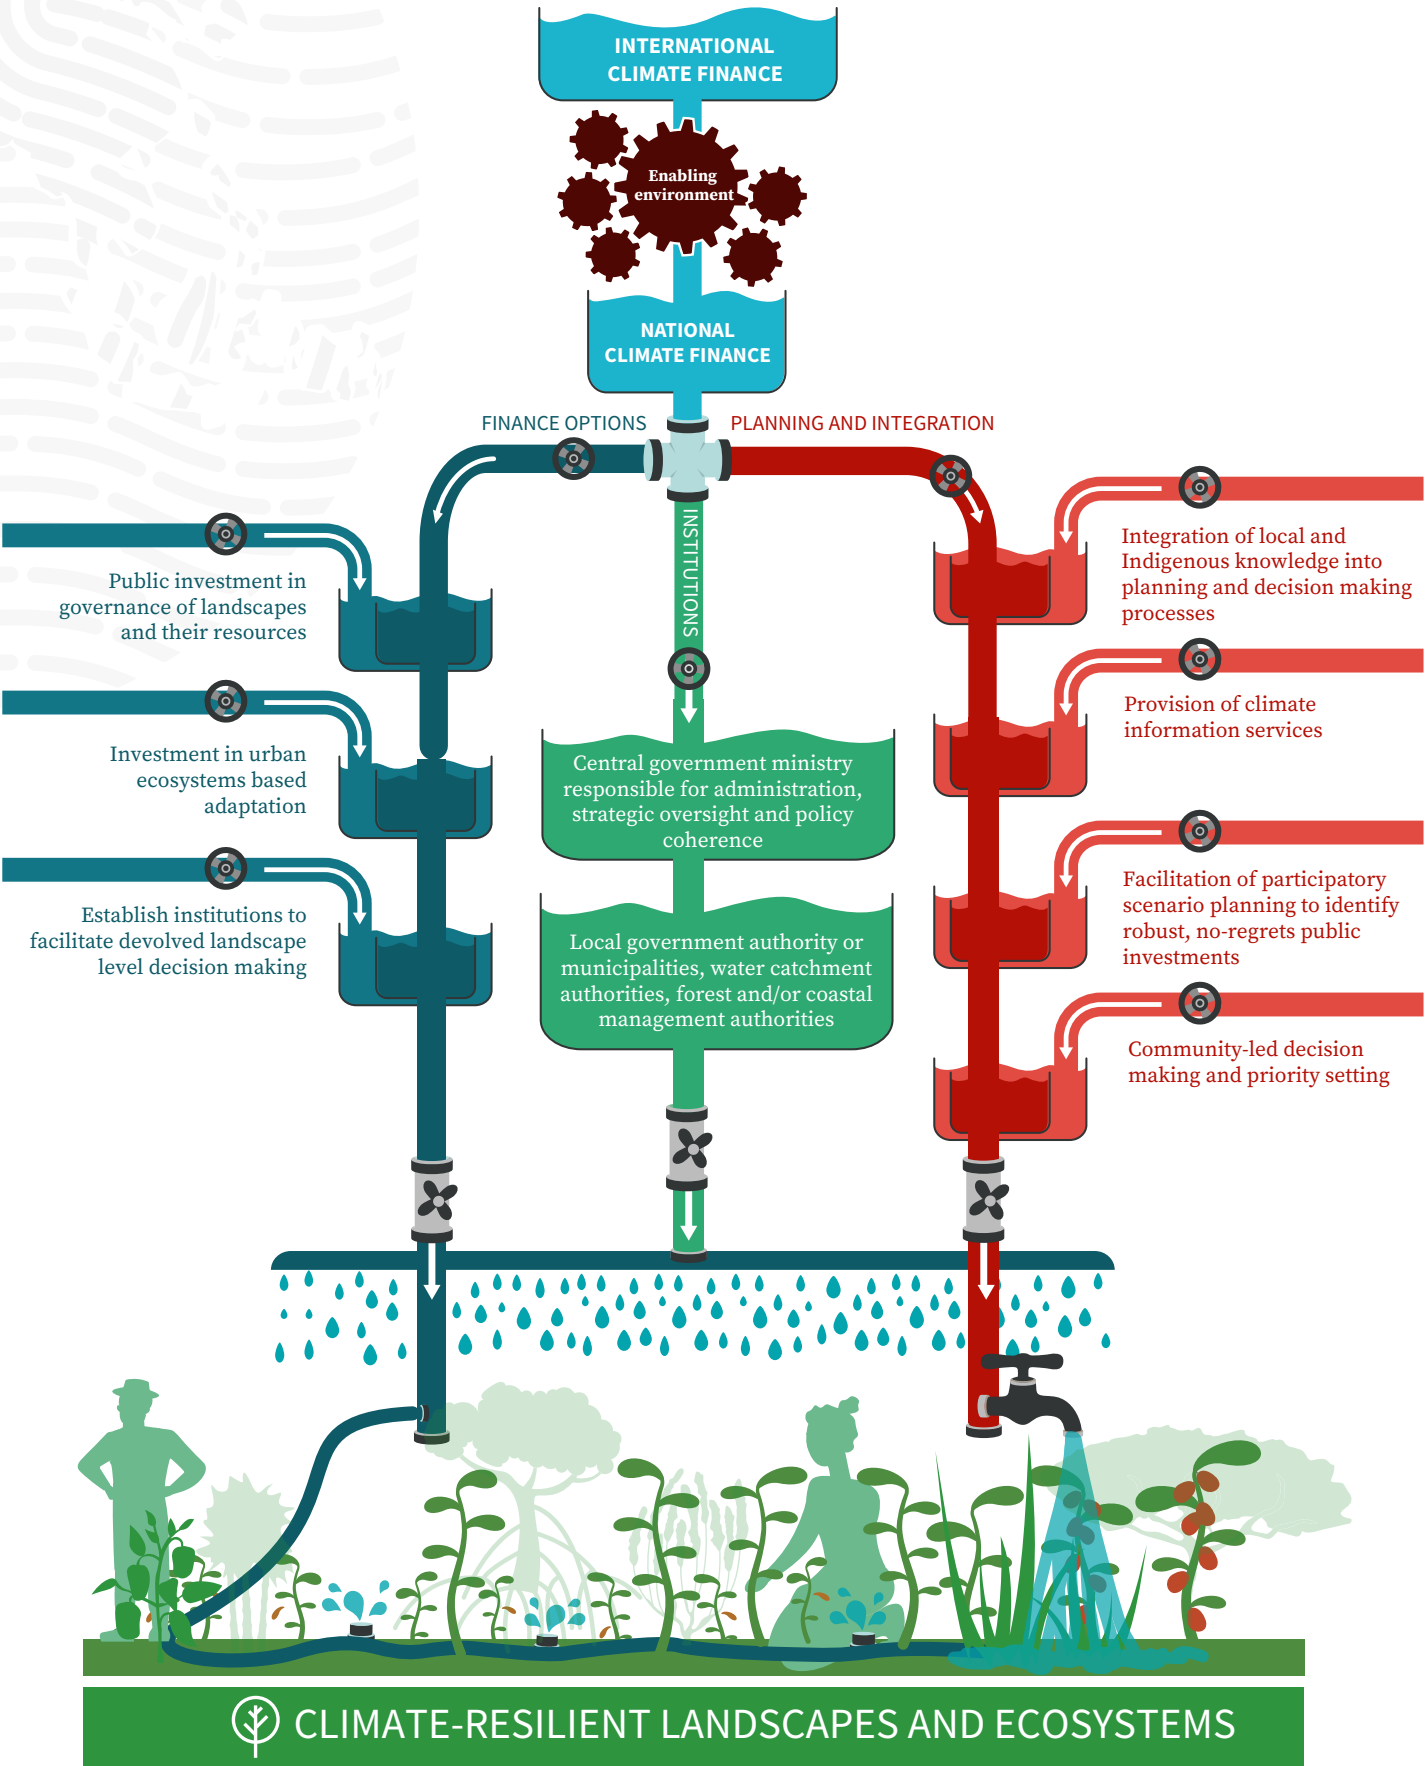 INTERNATIONAL
CLIMATE FINANCE
Enabling
environment
NATIONAL
CLIMATE FINANCE
FINANCE OPTIONS
PLANNING AND INTEGRATION
INSTITUTIONS
Public investment in
governance of landscapes
and their resources
Investment in urban
ecosystems based
adaptation
Establish institutions to
facilitate devolved landscape
level decision making
Central government ministry
responsible for administration,
strategic oversight and policy
coherence
Local government authority or
municipalities, water catchment
authorities, forest and/or coastal
management authorities
Integration of local and
Indigenous knowledge into
planning and decision making
processes
Provision of climate
information services
Facilitation of participatory
scenario planning to identify
robust, no-regrets public
investments
Community-led decision
making and priority setting
CLIMATE-RESILIENT LANDSCAPES AND ECOSYSTEMS